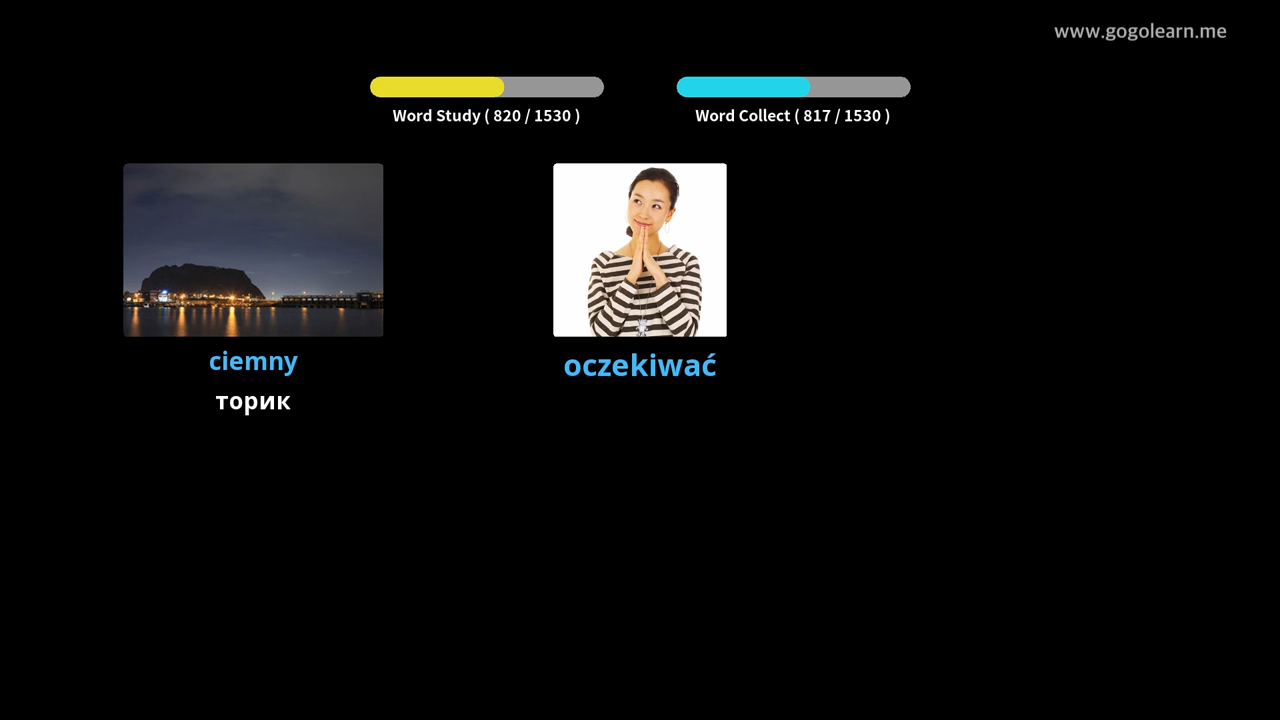 www.gogolearn.me
Word Study ( 820 / 1530 )
Word Collect ( 817 / 1530 )
ciemny
торик
oczekiwać